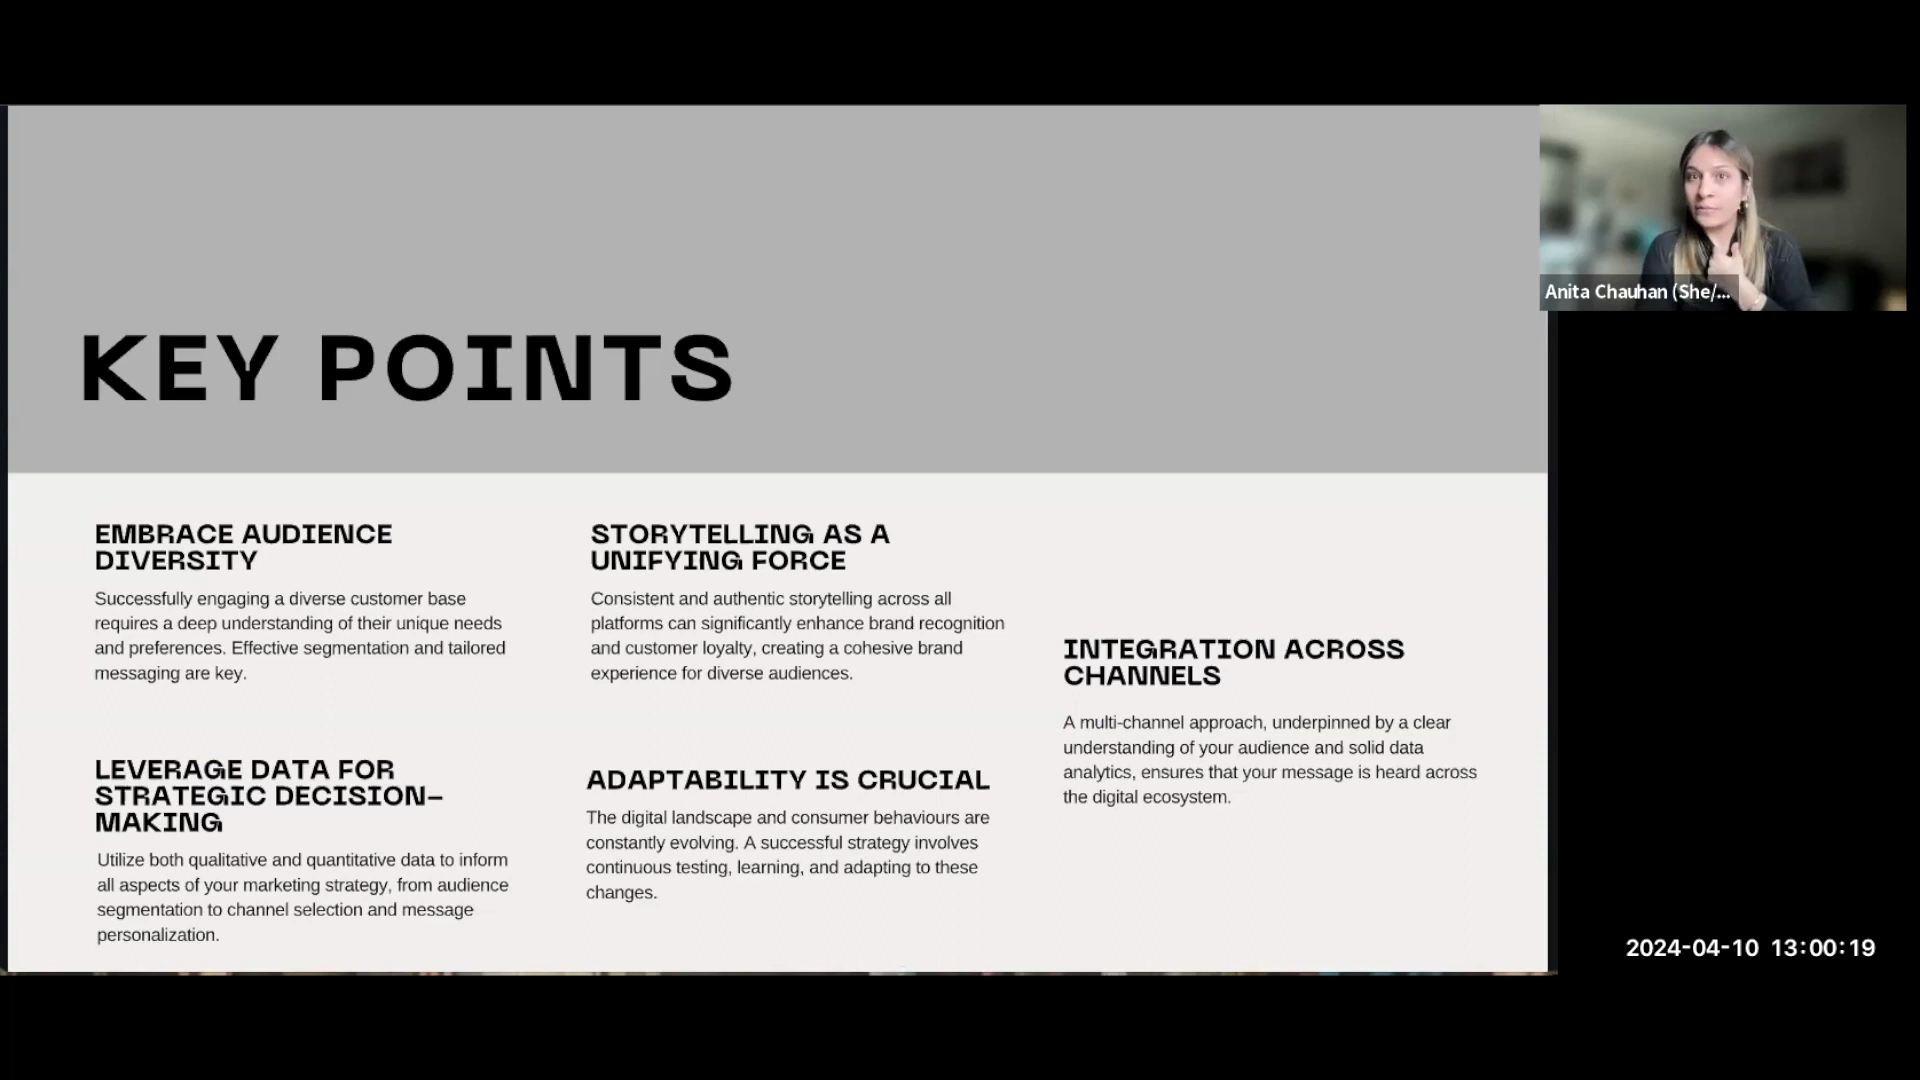 KEY POINTS
EMBRACE AUDIENCE
DIVERSITY
Successfully engaging a diverse customer base
requires a deep understanding of their unique needs
and preferences. Effective segmentation and tailored
messaging are key.
LEVERAGE DATA FOR
STRATEGIC DECISION-
MAKING
Utilize both qualitative and quantitative data to inform
all aspects of your marketing strategy, from audience
segmentation to channel selection and message
personalization.
STORYTELLING AS A
UNIFYING FORCE
Consistent and authentic storytelling across all
platforms can significantly enhance brand recognition
and customer loyalty, creating a cohesive brand
experience for diverse audiences.
ADAPTABILITY IS CRUCIAL
The digital landscape and consumer behaviours are
constantly evolving. A successful strategy involves
continuous testing, learning, and adapting to these
changes.
INTEGRATION ACROSS
CHANNELS
A multi-channel approach, underpinned by a clear
understanding of your audience and solid data
analytics, ensures that your message is heard across
the digital ecosystem.
Anita Chauhan (She/...
2024-04-10 13:00:19